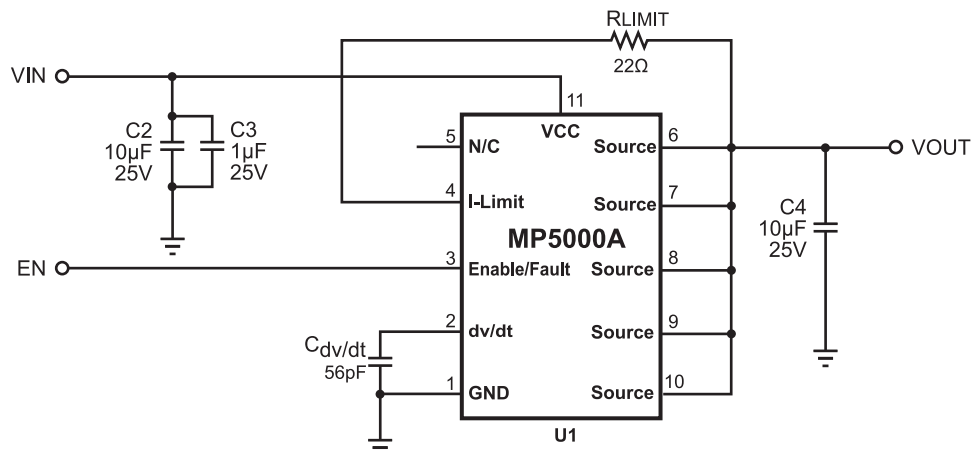 RLIMIT
22Ω
VIN
11
VCC
C2
10µF
25V
C3
1µF
25V
5
N/C
Source
6
VOUT
4
I-Limit
Source
7
C4
10µF
25V
MP5000A
EN
3
Enable/Fault
Source
8
2
dv/dt
Source
9
Cdv/dt
56pF
1
GND
Source
10
U1